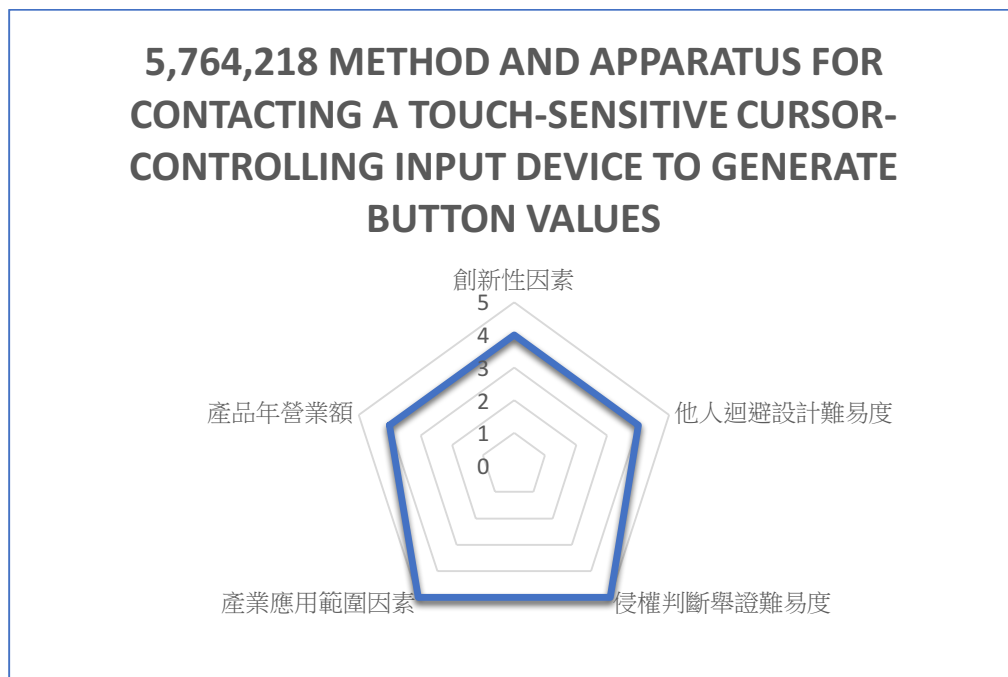 5,764,218 METHOD AND APPARATUS FOR
CONTACTING A TOUCH-SENSITIVE CURSOR-
CONTROLLING INPUT DEVICE TO GENERATE
BUTTON VALUES
創新性因素
5
4
3
2
1
0
產品年營業額
他人迴避設計難易度
產業應用範圍因素
侵權判斷舉證難易度